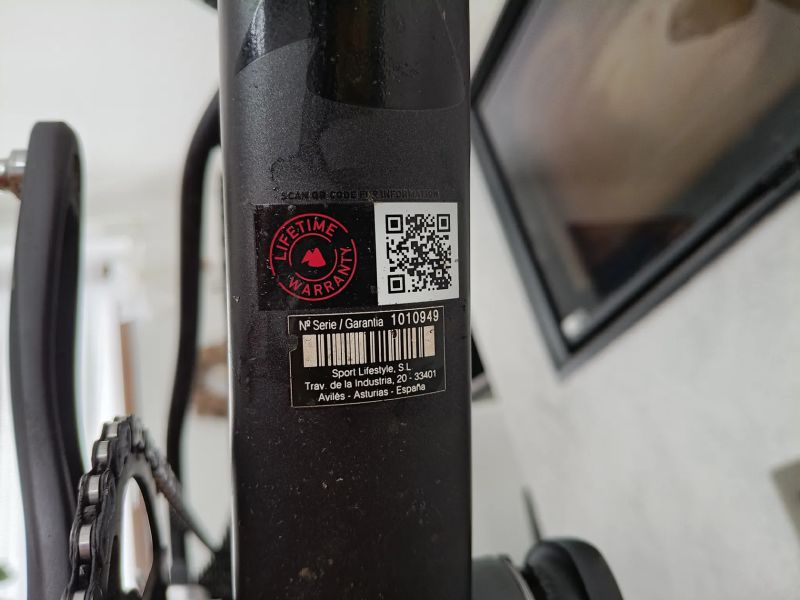 SCAN QR CODE FOR INFORMATION
LIFETIME
WARRANTY
Nº Serie / Garantia 1010949
Sport Lifestyle, S.L
Trav. de la Industria, 20 - 33401
Avilés - Asturias - España